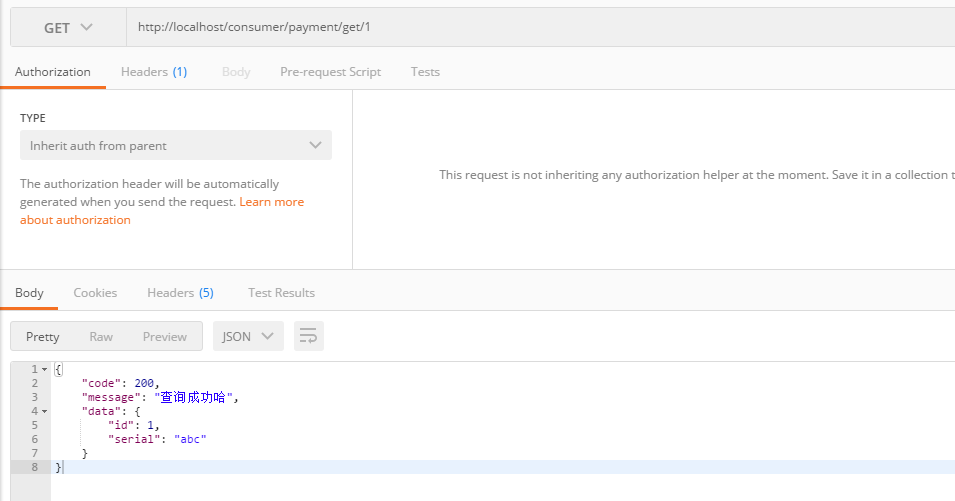 GET http://localhost/consumer/payment/get/1
Authorization Headers (1) Body Pre-request Script Tests
TYPE
Inherit auth from parent
The authorization header will be automatically
generated when you send the request. Learn more
about authorization
This request is not inheriting any authorization helper at the moment. Save it in a collection t
Body Cookies Headers (5) Test Results
Pretty Raw Preview JSON
1 {
2 "code": 200,
3 "message": "查询成功哈",
4 "data": {
5 "id": 1,
6 "serial": "abc"
7 }
8 }